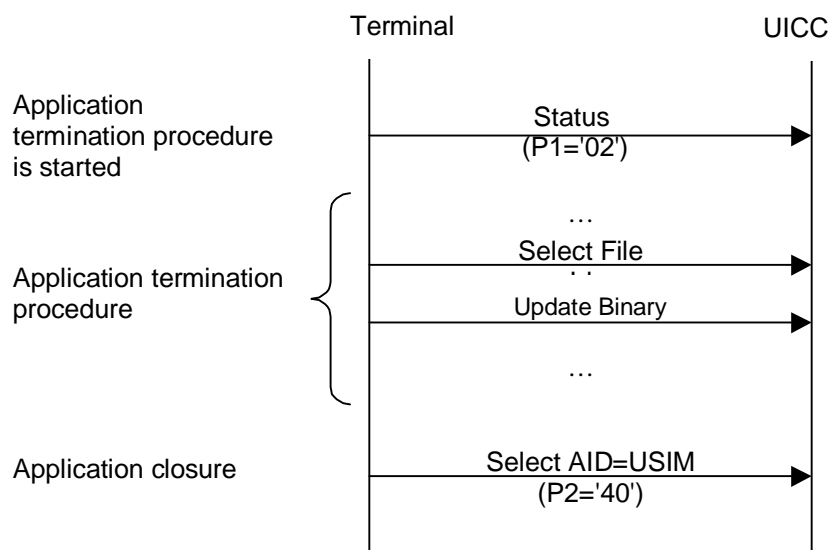 Terminal
UICC
Application
termination procedure
is started
Status
(P1='02')
...
Select File
. .
Application termination
procedure
Update Binary
...
Application closure
Select AID=USIM
(P2='40')